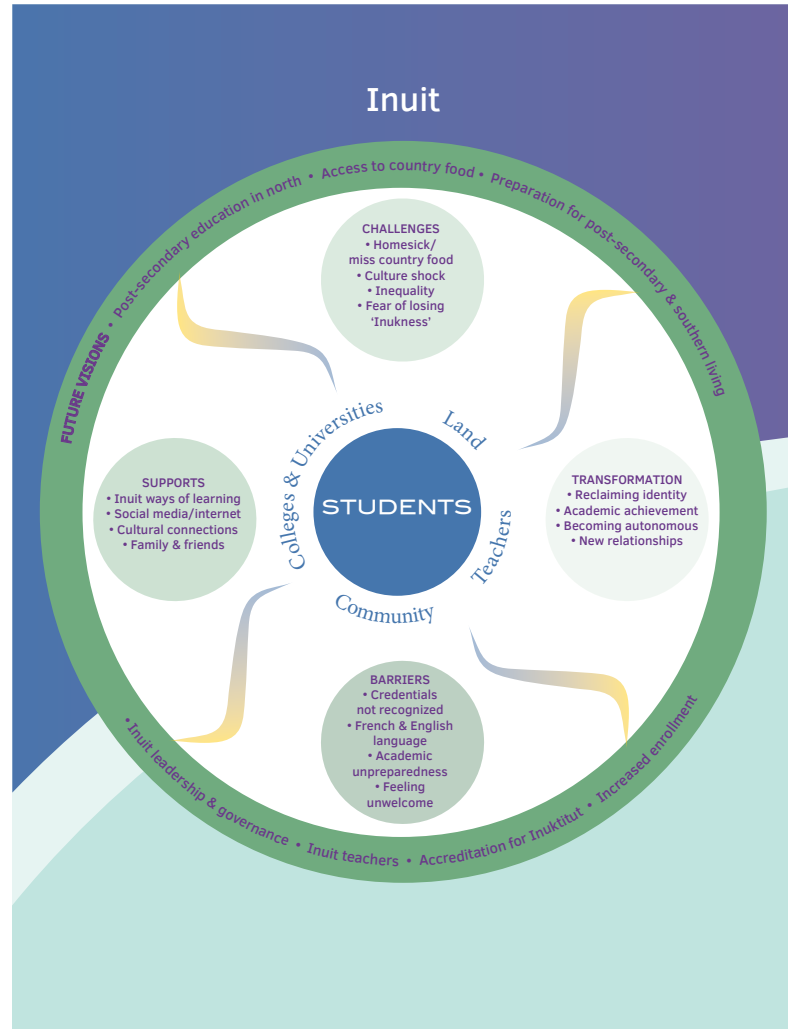 Inuit
FUTURE VISIONS • Post-secondary education in north • Access to country food • Preparation for post-secondary & southern living
CHALLENGES
• Homesick/
miss country food
• Culture shock
• Inequality
• Fear of losing
‘Inukness’
Colleges & Universities
Land
Teachers
Community
STUDENTS
SUPPORTS
• Inuit ways of learning
• Social media/internet
• Cultural connections
• Family & friends
TRANSFORMATION
• Reclaiming identity
• Academic achievement
• Becoming autonomous
• New relationships
BARRIERS
• Credentials
not recognized
• French & English
language
• Academic
unpreparedness
• Feeling
unwelcome
• Inuit leadership & governance • Inuit teachers • Accreditation for Inuktitut • Increased enrollment